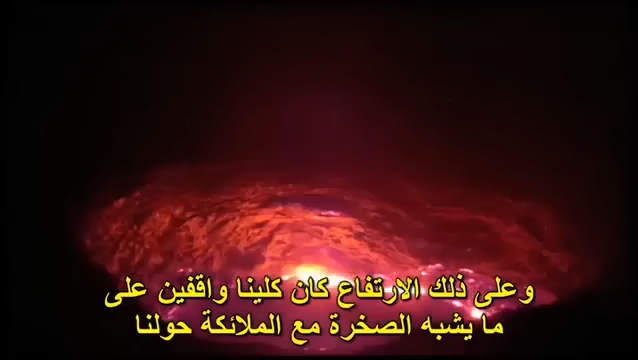 وعلى ذلك الارتفاع كان كلينا واقفين على
ما يشبه الصخرة مع الملائكة حولنا